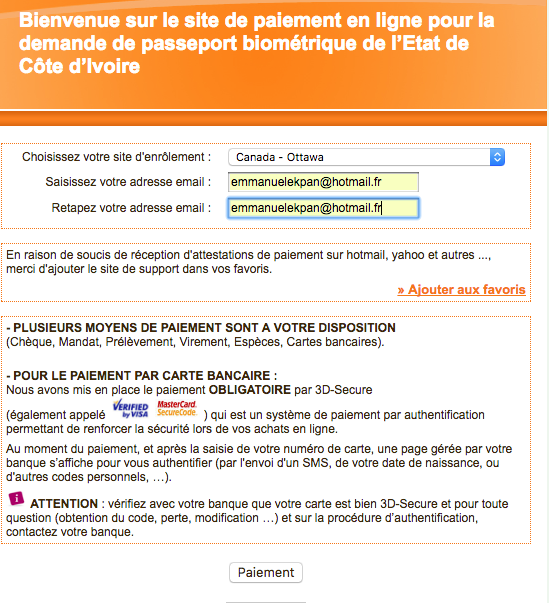 Bienvenue sur le site de paiement en ligne pour la
demande de passeport biométrique de l'Etat de
Côte d'Ivoire
Choisissez votre site d'enrôlement : Canada - Ottawa
Saisissez votre adresse email : emmanuelekpan@hotmail.fr
Retapez votre adresse email : emmanuelekpan@hotmail.fr
En raison de soucis de réception d'attestations de paiement sur hotmail, yahoo et autres ...,
merci d'ajouter le site de support dans vos favoris.
» Ajouter aux favoris
- PLUSIEURS MOYENS DE PAIEMENT SONT A VOTRE DISPOSITION
(Chèque, Mandat, Prélèvement, Virement, Espèces, Cartes bancaires).
- POUR LE PAIEMENT PAR CARTE BANCAIRE :
Nous avons mis en place le paiement OBLIGATOIRE par 3D-Secure
(également appelé VERIFIED by VISA MasterCard. SecureCode. ) qui est un système de paiement par authentification
permettant de renforcer la sécurité lors de vos achats en ligne.
Au moment du paiement, et après la saisie de votre numéro de carte, une page gérée par votre
banque s'affiche pour vous authentifier (par l'envoi d'un SMS, de votre date de naissance, ou
d'autres codes personnels, …).
i ATTENTION : vérifiez avec votre banque que votre carte est bien 3D-Secure et pour toute
question (obtention du code, perte, modification …) et sur la procédure d'authentification,
contactez votre banque.
Paiement